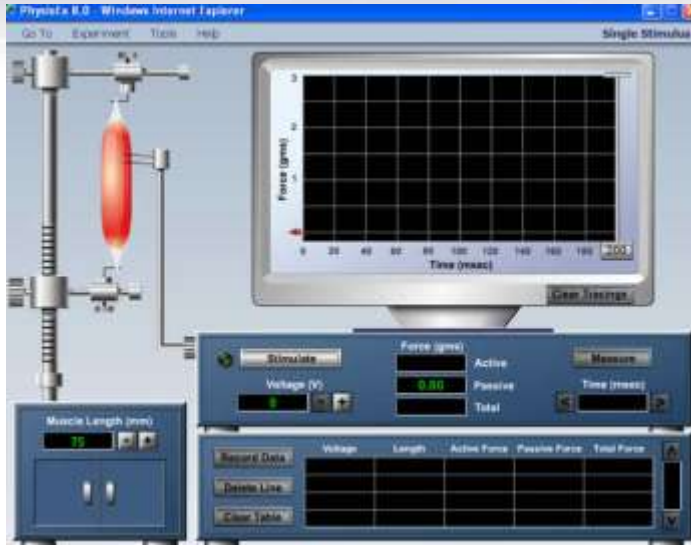 PhysioEx 8.0 - Windows Internet Explorer
Go To Experiment Tools Help Single Stimulus
3
2
1
Force (gms)
0 20 40 60 80 100 120 140 160 180 200
Time (msec)
Clear Tracings
Stimulate
Voltage (V)
0
Force (gms)
Active
0.00 Passive
Total
Measure
Time (msec)
Muscle Length (mm)
75
Record Data
Delete Line
Clear Table
Voltage Length Active Force Passive Force Total Force